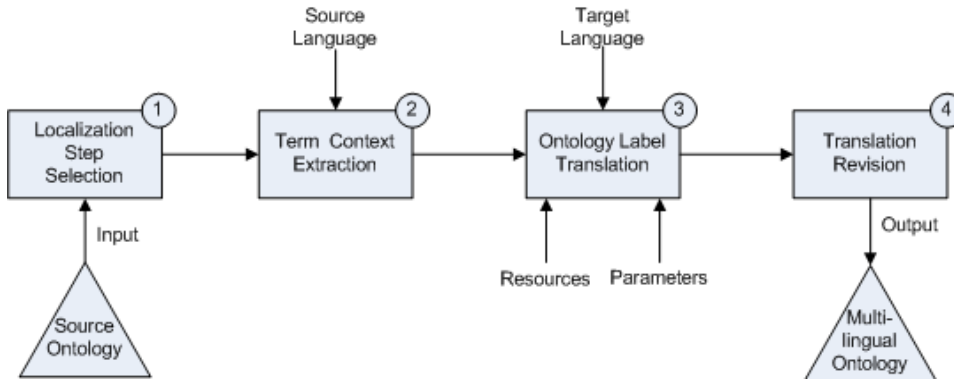 Source
Language
Target
Language
1
Localization
Step
Selection
2
Term Context
Extraction
3
Ontology Label
Translation
4
Translation
Revision
Input
Resources
Parameters
Output
Source
Ontology
Multi-
lingual
Ontology